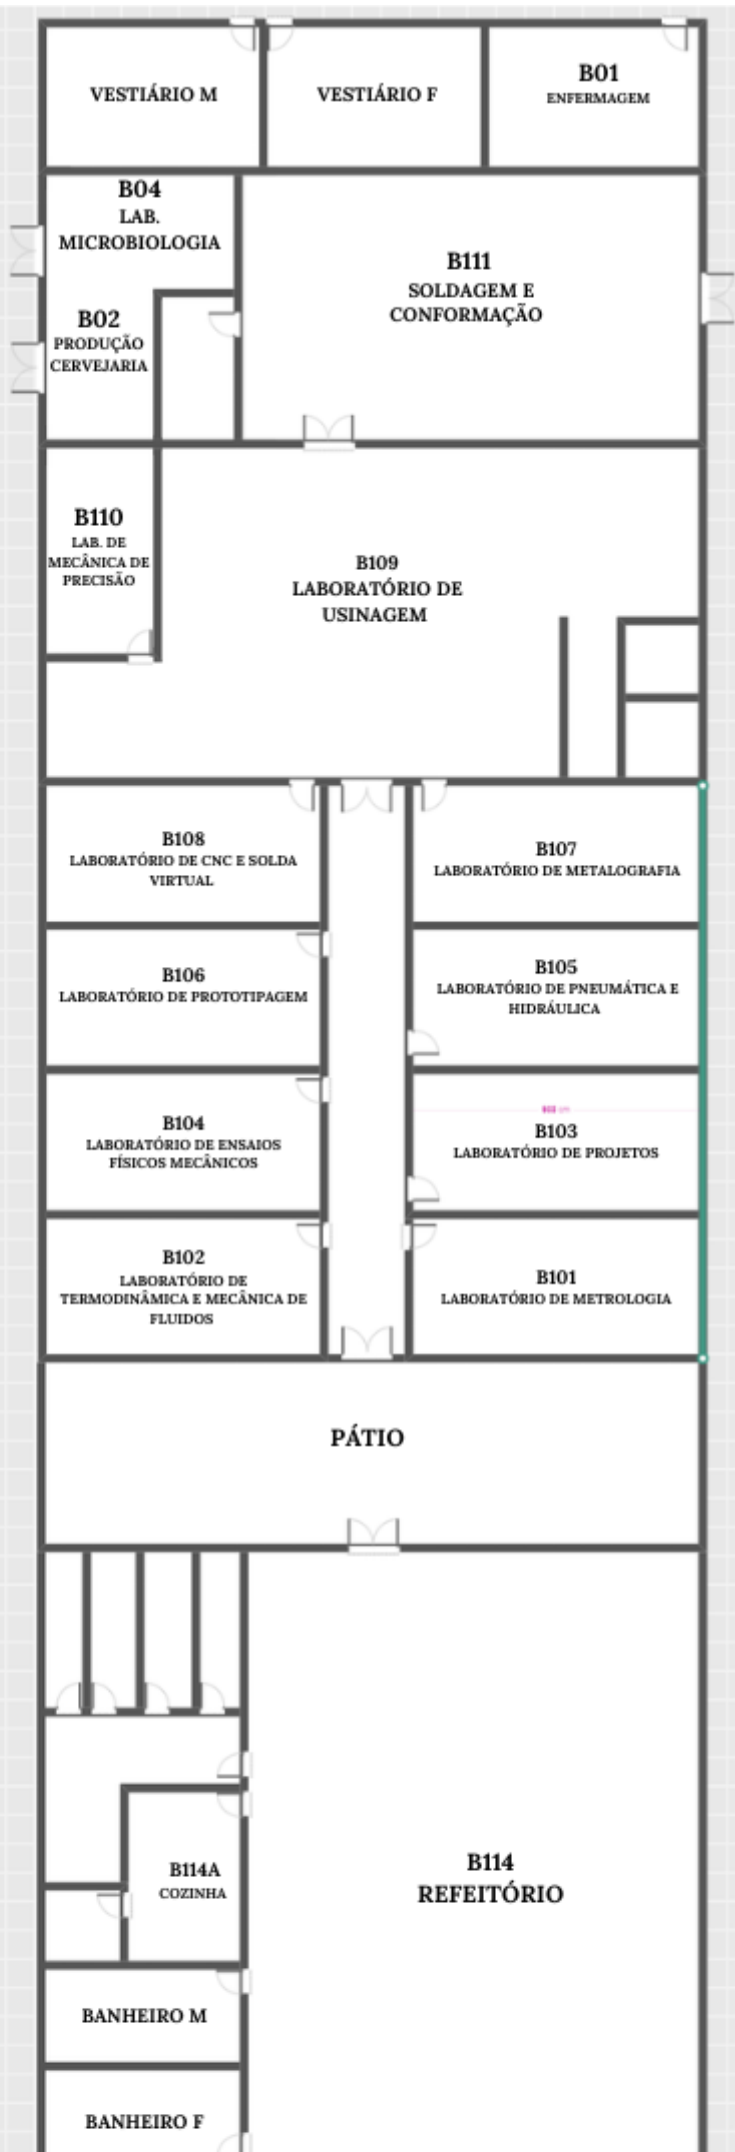 VESTIÁRIO M
VESTIÁRIO F
B01
ENFERMAGEM
B04
LAB.
MICROBIOLOGIA
B111
SOLDAGEM E
CONFORMAÇÃO
B02
PRODUÇÃO
CERVEJARIA
B110
LAB. DE
MECÂNICA DE
PRECISÃO
B109
LABORATÓRIO DE
USINAGEM
B108
LABORATÓRIO DE CNC E SOLDA
VIRTUAL
B107
LABORATÓRIO DE METALOGRAFIA
B106
LABORATÓRIO DE PROTOTIPAGEM
B105
LABORATÓRIO DE PNEUMÁTICA E
HIDRÁULICA
B104
LABORATÓRIO DE ENSAIOS
FÍSICOS MECÂNICOS
B103
LABORATÓRIO DE PROJETOS
B102
LABORATÓRIO DE
TERMODINÂMICA E MECÂNICA DE
FLUIDOS
B101
LABORATÓRIO DE METROLOGIA
PÁTIO
B114A
COZINHA
B114
REFEITÓRIO
BANHEIRO M
BANHEIRO F